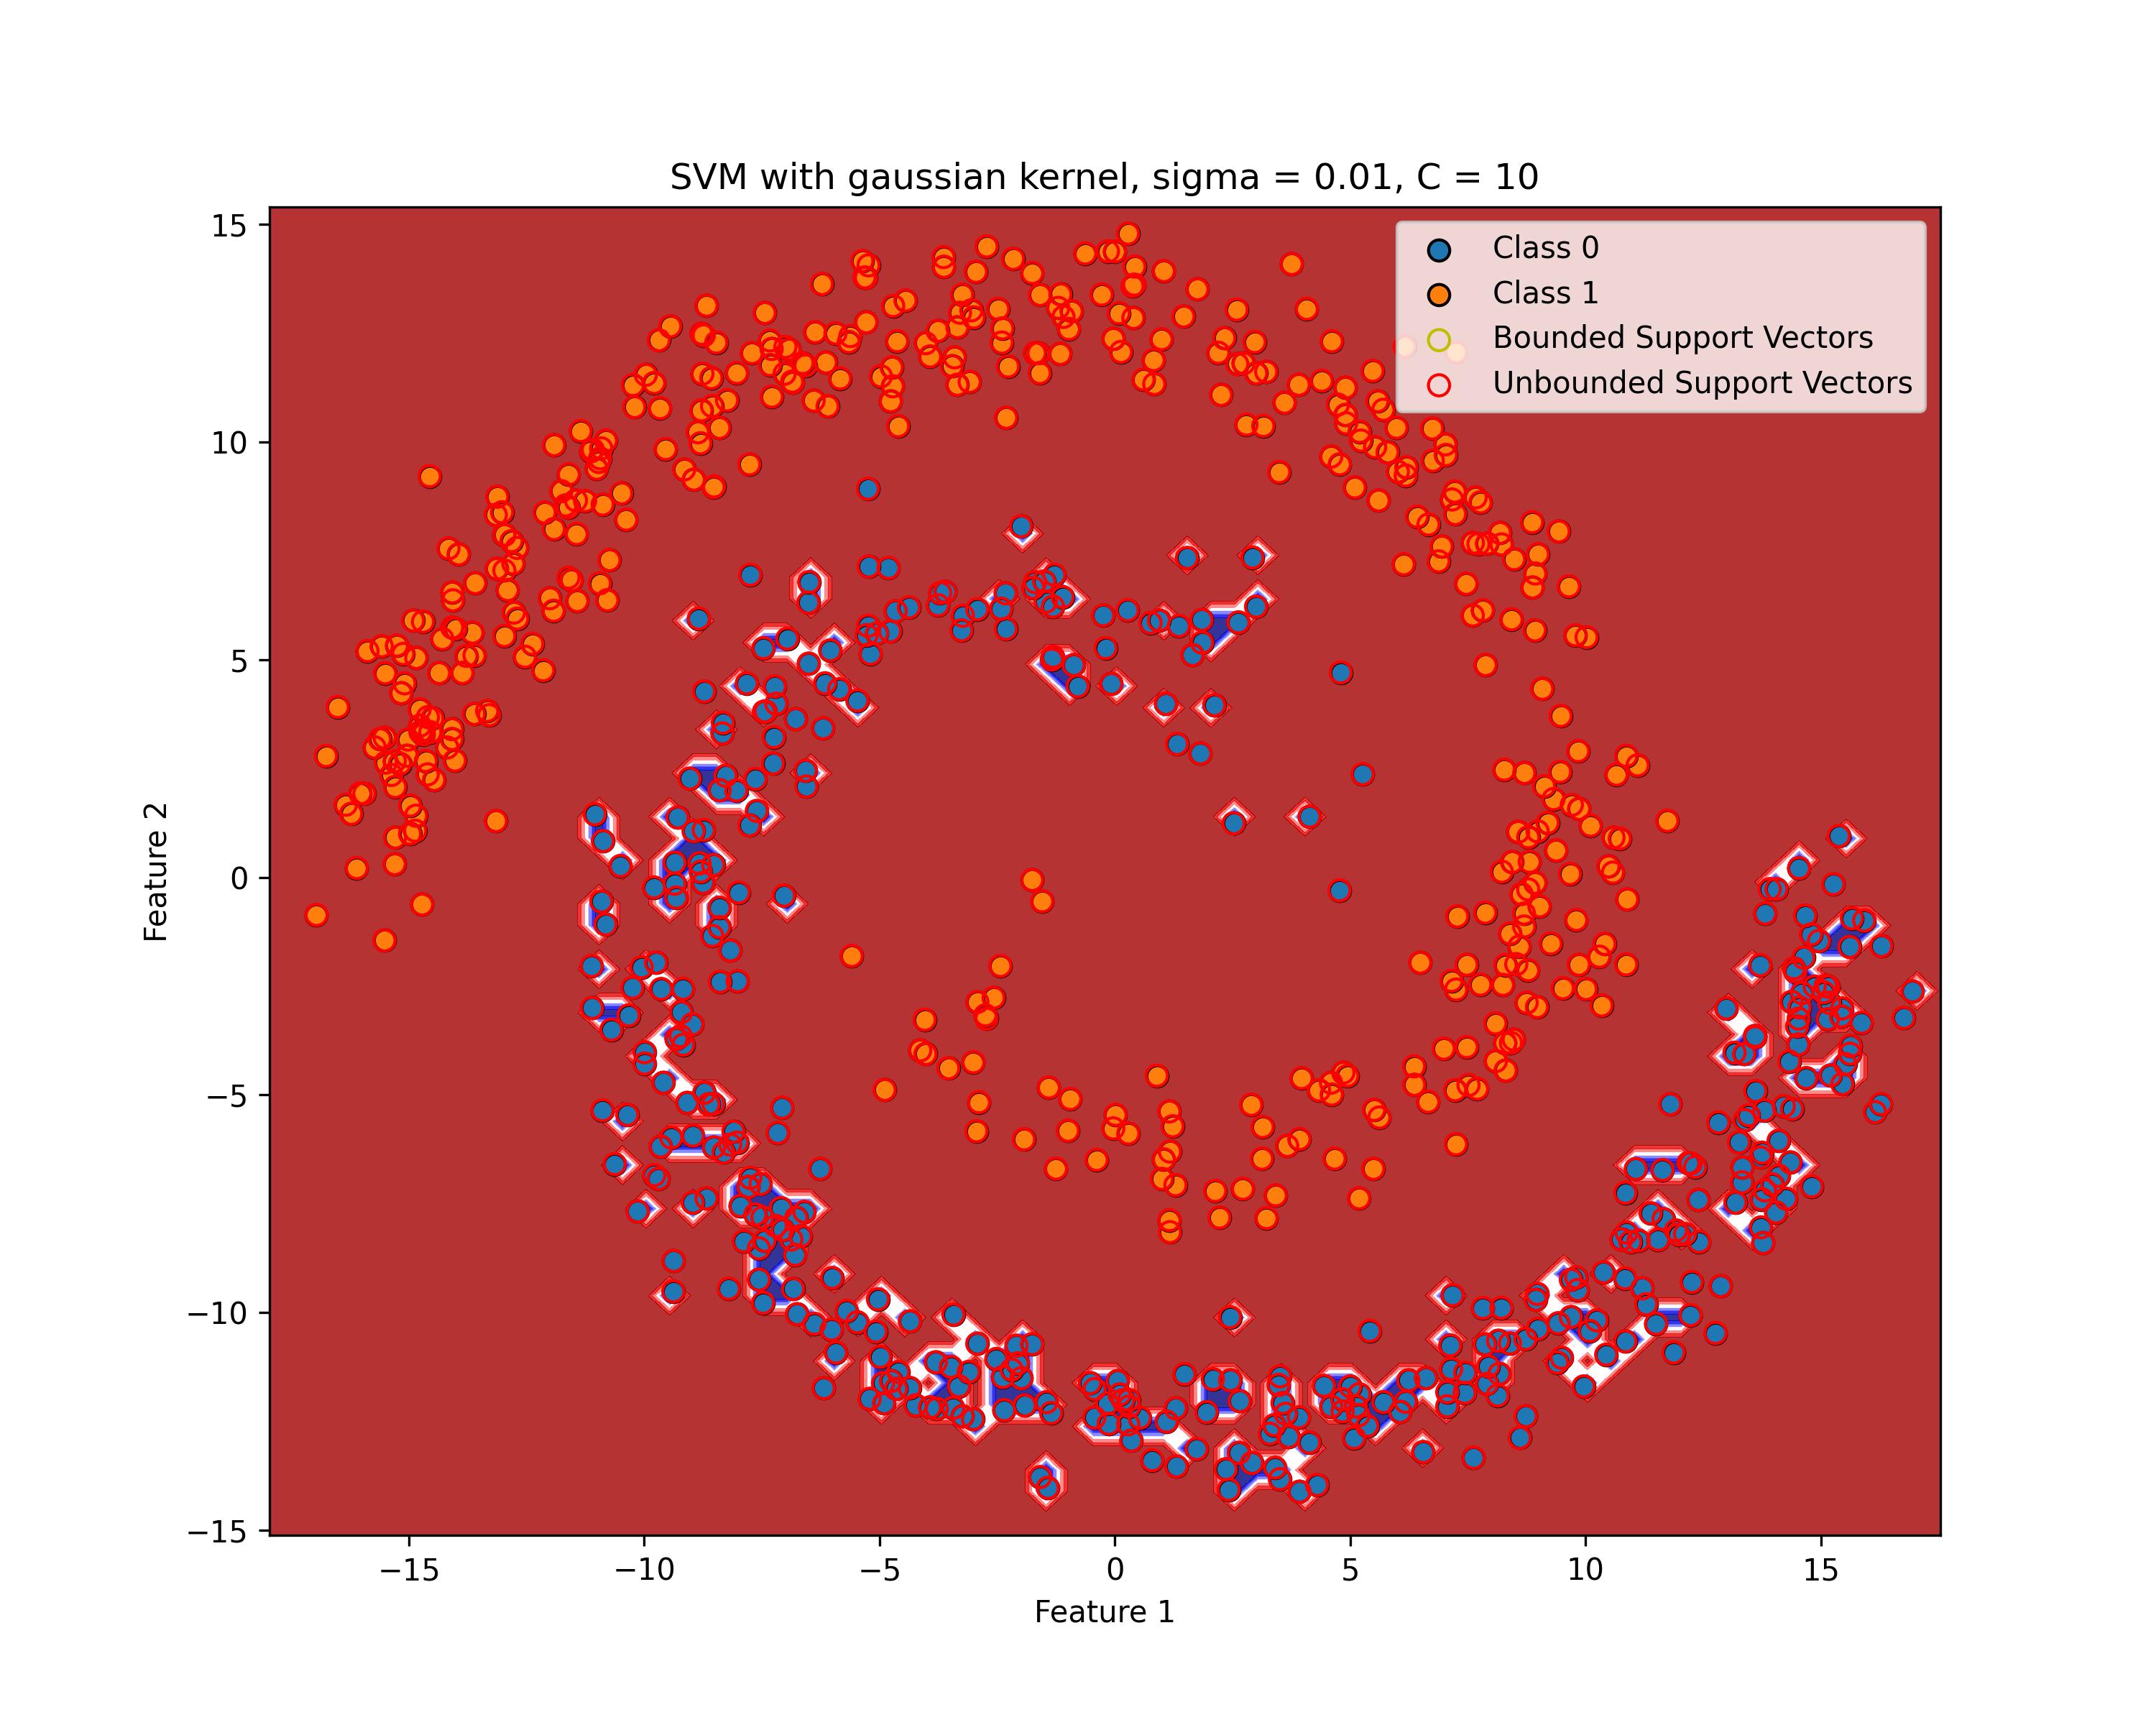 SVM with gaussian kernel, sigma = 0.01, C = 10
Class 0
Class 1
Bounded Support Vectors
Unbounded Support Vectors
15
10
5
0
−5
−10
−15
Feature 2
−15
−10
−5
0
5
10
15
Feature 1